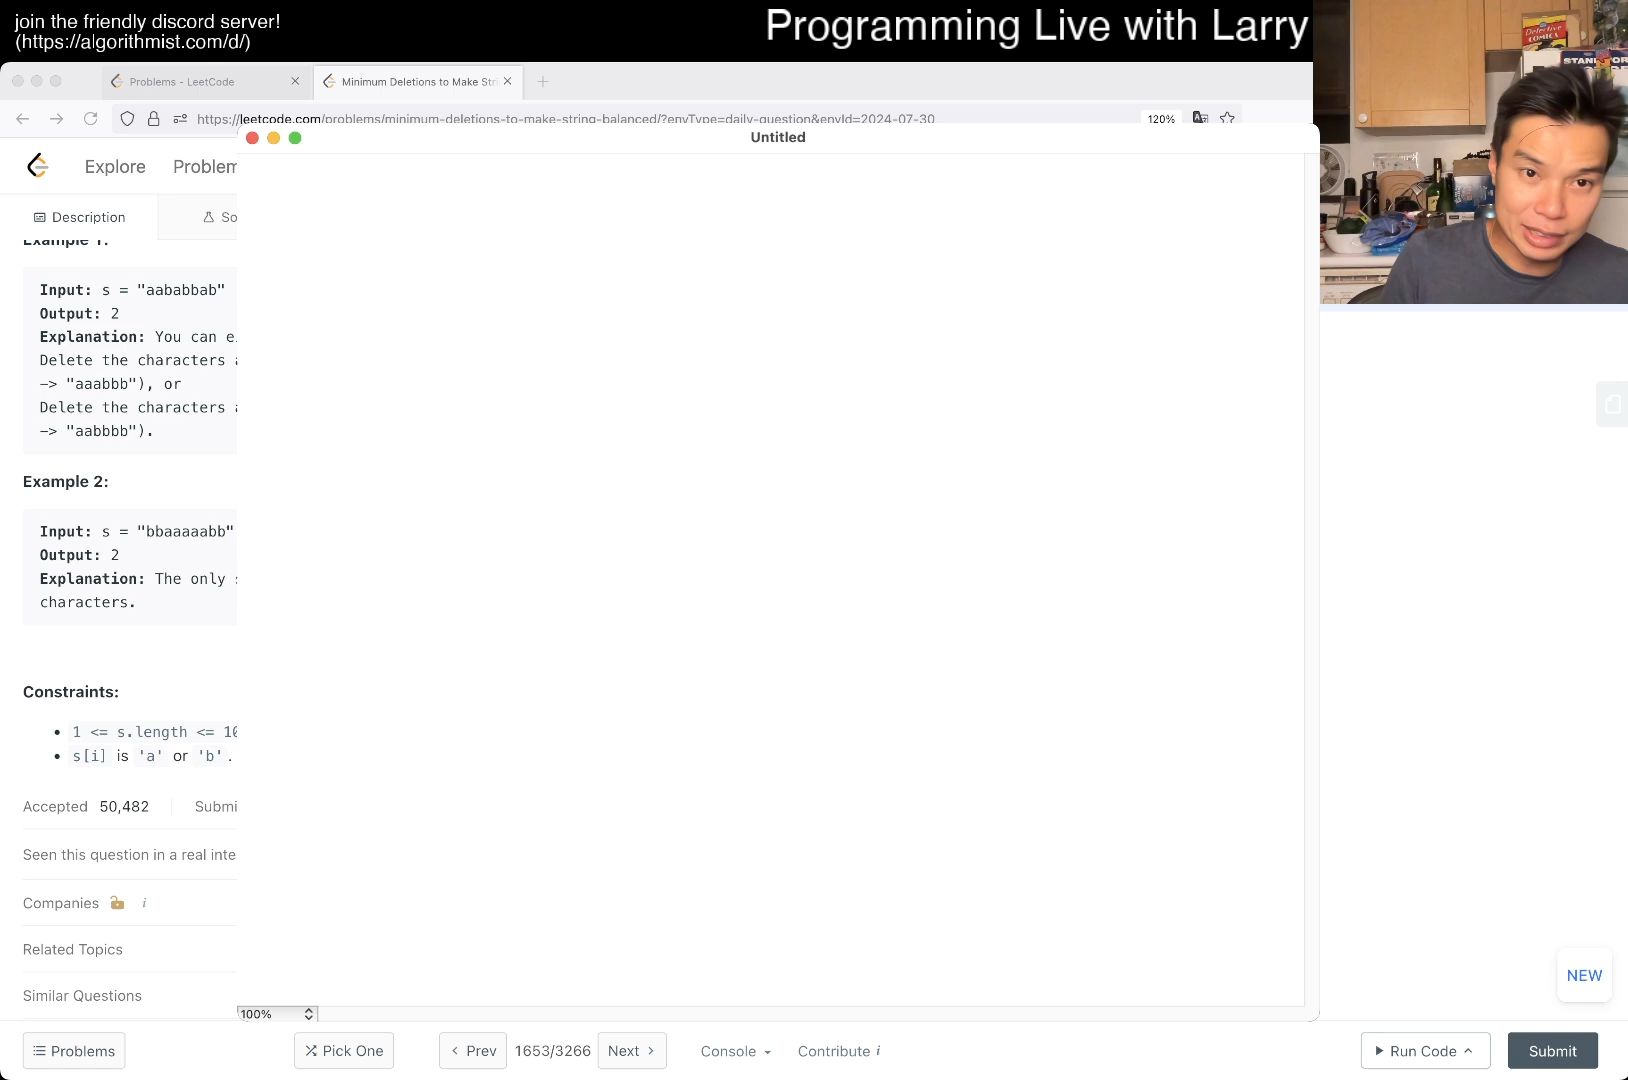 join the friendly discord server!
(https://algorithmist.com/d/)
Programming Live with Larry
Problems - LeetCode
Minimum Deletions to Make Stri
https://leetcode.com/problems/minimum-deletions-to-make-string-balanced/?envType=daily-question&envId=2024-07-30
120%
Untitled
Explore
Problem
Description
So
Example 1:
Input: s = "aababbab"
Output: 2
Explanation: You can e
Delete the characters a
-> "aaabbb"), or
Delete the characters a
-> "aabbbb").
Example 2:
Input: s = "bbaaaaabb"
Output: 2
Explanation: The only s
characters.
Constraints:
• 1 <= s.length <= 10
• s[i] is 'a' or 'b'.
Accepted 50,482
Submi
Seen this question in a real inte
Companies i
Related Topics
Similar Questions
100%
NEW
Problems
Pick One
< Prev
1653/3266
Next >
Console
Contribute i
Run Code
Submit